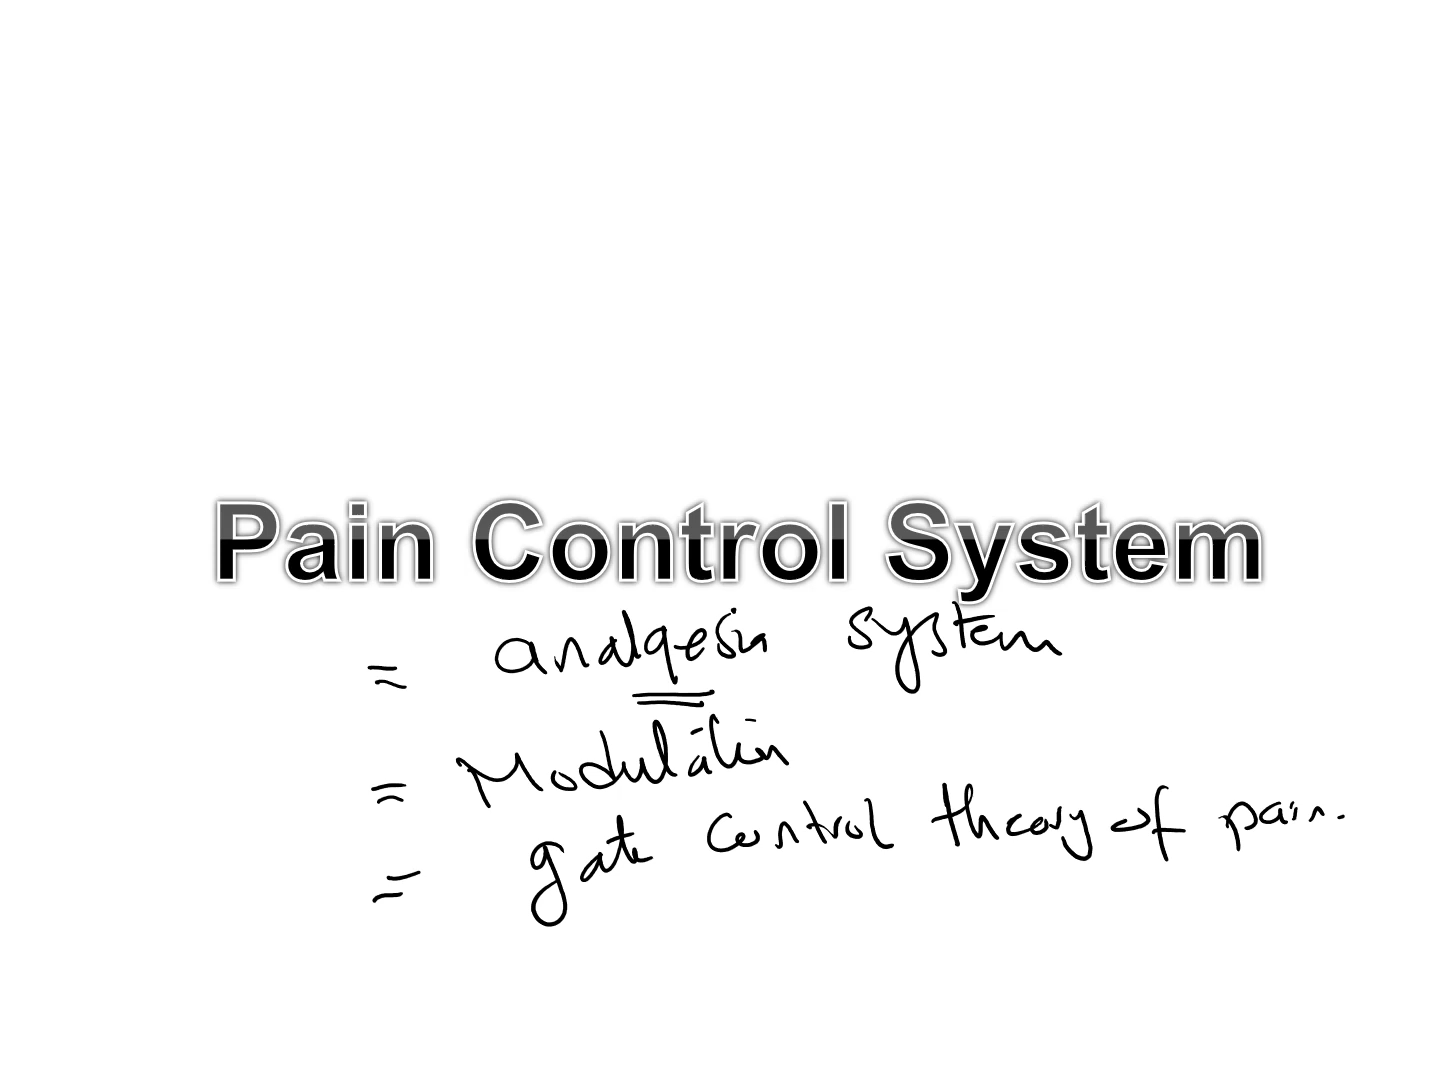 Pain Control System
= analgesia system
= Modulation
= gate control theory of pain.